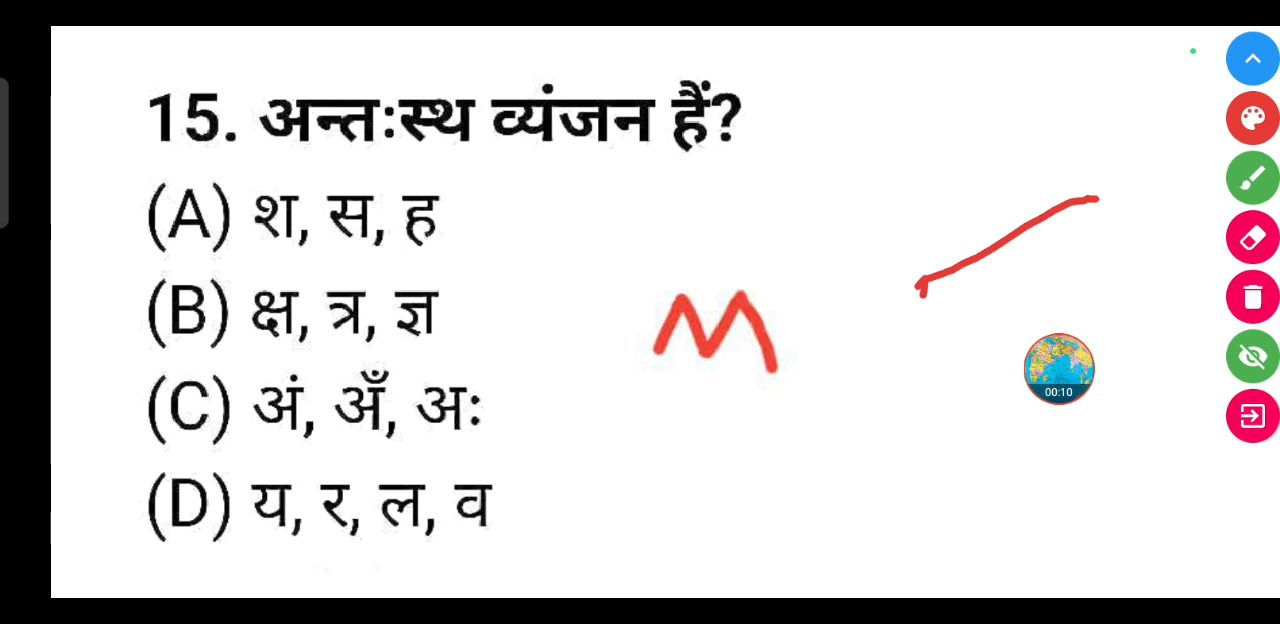 15. अन्तःस्थ व्यंजन हैं?
(A) श, स, ह
(B) क्ष, त्र, ज्ञ
(C) अं, अँ, अः
(D) य, र, ल, व
00:10